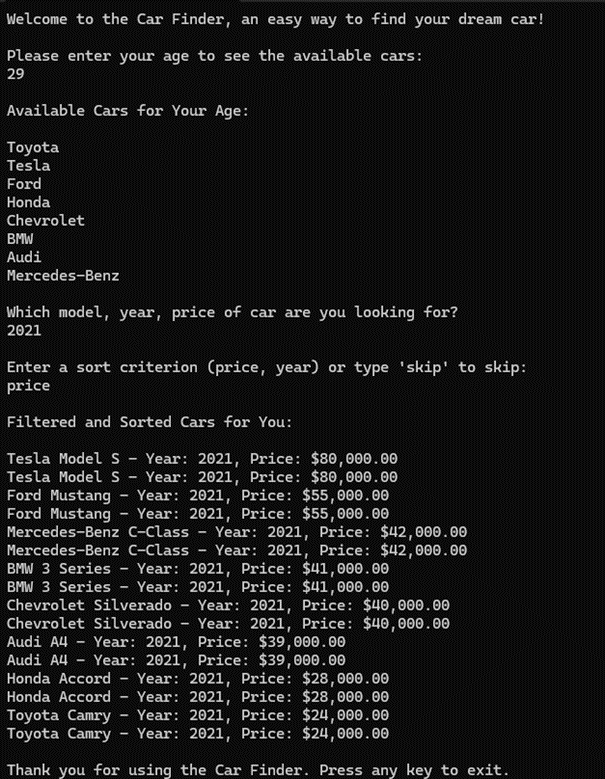 Welcome to the Car Finder, an easy way to find your dream car!
Please enter your age to see the available cars:
29
Available Cars for Your Age:
Toyota
Tesla
Ford
Honda
Chevrolet
BMW
Audi
Mercedes-Benz
Which model, year, price of car are you looking for?
2021
Enter a sort criterion (price, year) or type 'skip' to skip:
price
Filtered and Sorted Cars for You:
Tesla Model S - Year: 2021, Price: $80,000.00
Tesla Model S - Year: 2021, Price: $80,000.00
Ford Mustang - Year: 2021, Price: $55,000.00
Ford Mustang - Year: 2021, Price: $55,000.00
Mercedes-Benz C-Class - Year: 2021, Price: $42,000.00
Mercedes-Benz C-Class - Year: 2021, Price: $42,000.00
BMW 3 Series - Year: 2021, Price: $41,000.00
BMW 3 Series - Year: 2021, Price: $41,000.00
Chevrolet Silverado - Year: 2021, Price: $40,000.00
Chevrolet Silverado - Year: 2021, Price: $40,000.00
Audi A4 - Year: 2021, Price: $39,000.00
Audi A4 - Year: 2021, Price: $39,000.00
Honda Accord - Year: 2021, Price: $28,000.00
Honda Accord - Year: 2021, Price: $28,000.00
Toyota Camry - Year: 2021, Price: $24,000.00
Toyota Camry - Year: 2021, Price: $24,000.00
Thank you for using the Car Finder. Press any key to exit.